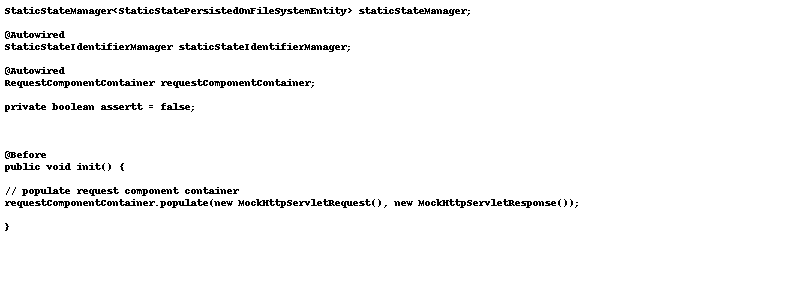 StaticStateManager<StaticStatePersistedOnFileSystemEntity> staticStateManager;
@Autowired
StaticStateIdentifierManager staticStateIdentifierManager;
@Autowired
RequestComponentContainer requestComponentContainer;
private boolean assertt = false;
@Before
public void init() {
// populate request component container
requestComponentContainer.populate(new MockHttpServletRequest(), new MockHttpServletResponse());
}